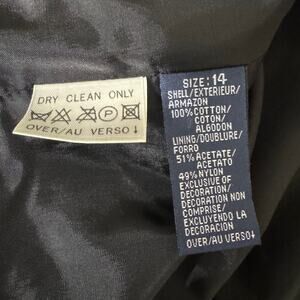 DRY CLEAN ONLY
P
OVER/AU VERSO↓
SIZE: 14
SHELL/EXTERIEUR/
ARMAZON
100% COTTON/
COTON/
ALGODON
LINING/DOUBLURE/
FORRO
51% ACETATE/
ACETATO
49% NYLON
EXCLUSIVE OF
DECORATION/
DECORATION NON
COMPRISE/
EXCLUYENDO LA
DECORACION
OVER/AU VERSO↓